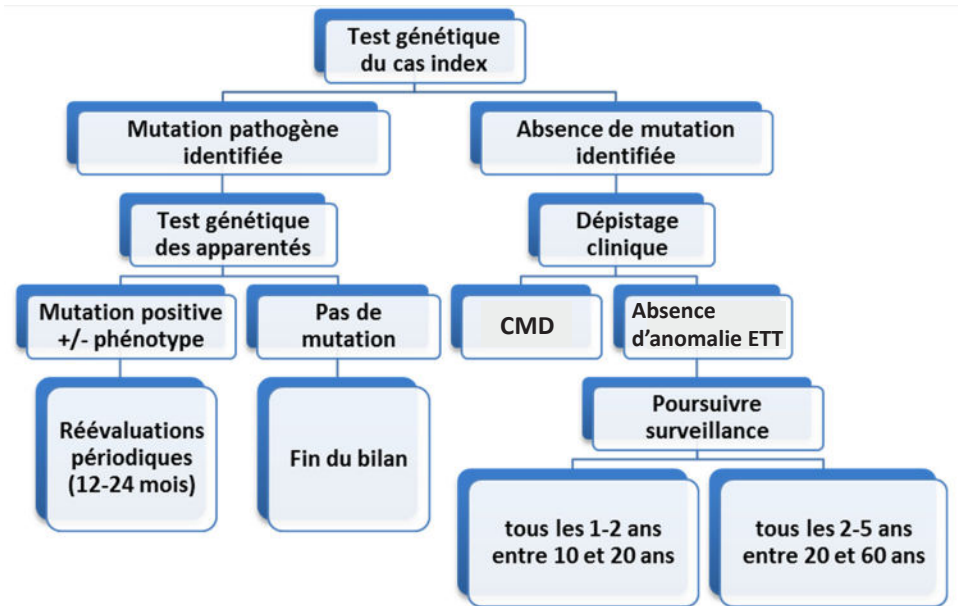 Test génétique
du cas index
Mutation pathogène
identifiée
Absence de mutation
identifiée
Test génétique
des apparentés
Dépistage
clinique
Mutation positive
+/- phénotype
Pas de
mutation
CMD
Absence
d'anomalie ETT
Réévaluations
périodiques
(12-24 mois)
Fin du bilan
Poursuivre
surveillance
tous les 1-2 ans
entre 10 et 20 ans
tous les 2-5 ans
entre 20 et 60 ans